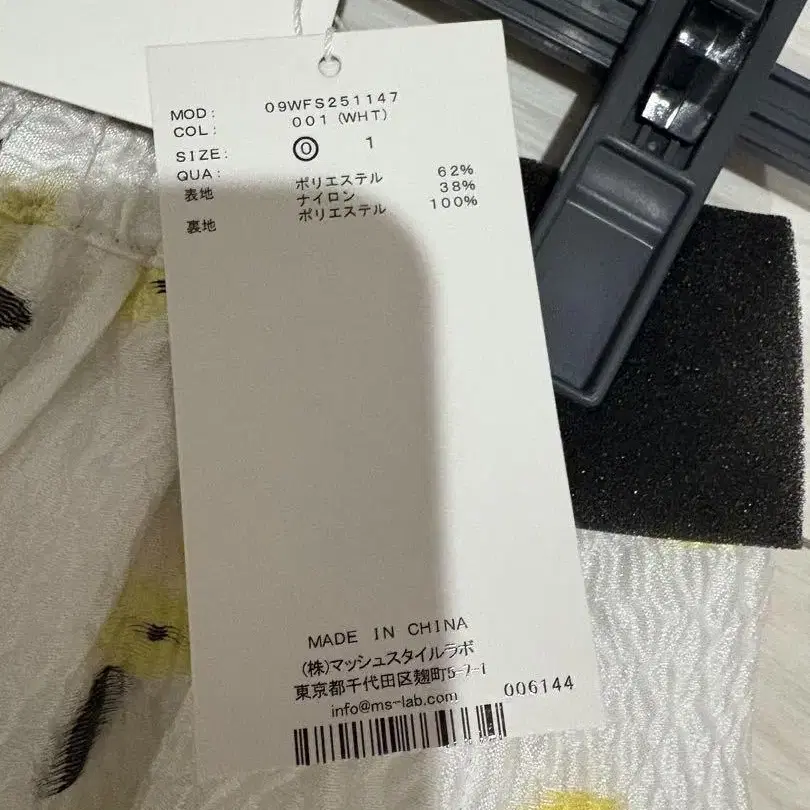 MOD: 09WFS251147
COL: 001 (WHT)
SIZE: 0 1
QUA:
表地 ポリエステル 62%
ナイロン 38%
裏地 ポリエステル 100%
MADE IN CHINA
(株)マッシュスタイルラボ
東京都千代田区麹町5-7-1
info@ms-lab.com
006144